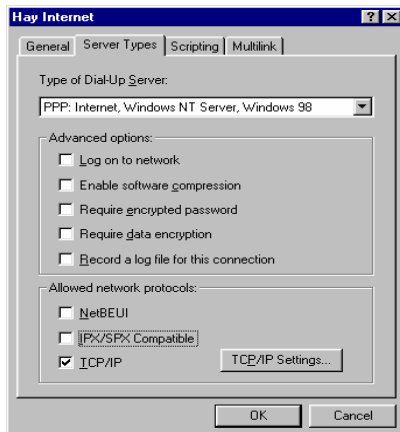 Hay Internet
General Server Types Scripting Multilink
Type of Dial-Up Server:
PPP: Internet, Windows NT Server, Windows 98
Advanced options:
Log on to network
Enable software compression
Require encrypted password
Require data encryption
Record a log file for this connection
Allowed network protocols:
NetBEUI
IPX/SPX Compatible
TCP/IP TCP/IP Settings...
OK Cancel